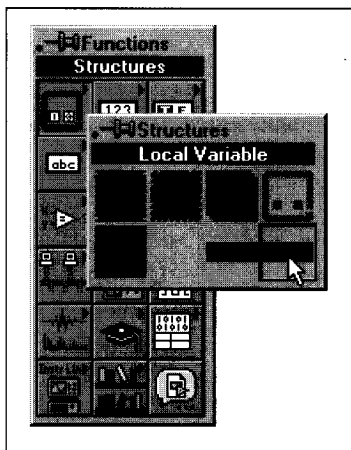 Functions
Structures
123
T F
abc
Structures
Local Variable